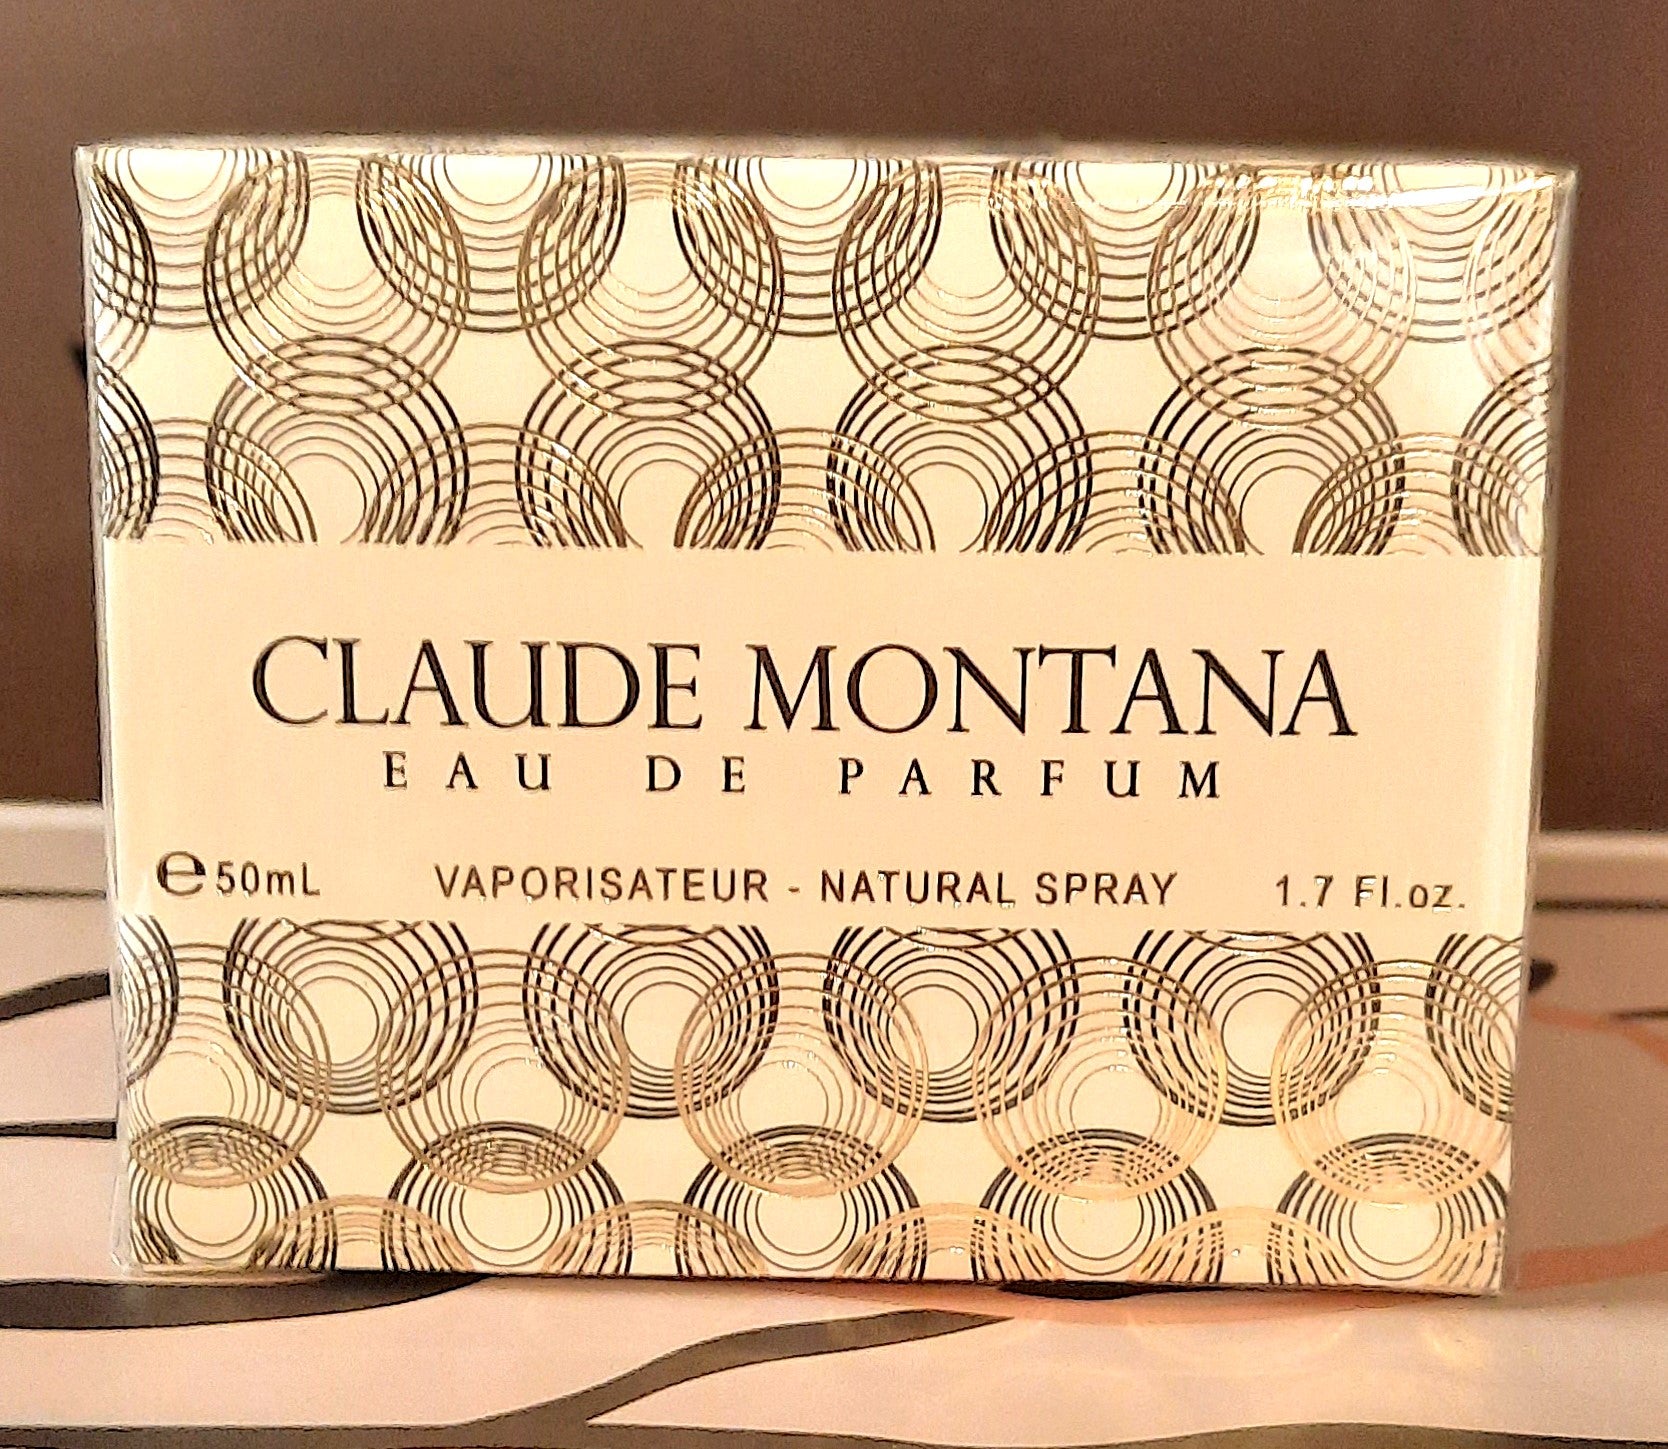 CLAUDE MONTANA
EAU DE PARFUM
℮50mL VAPORISATEUR - NATURAL SPRAY 1.7 Fl.oz.